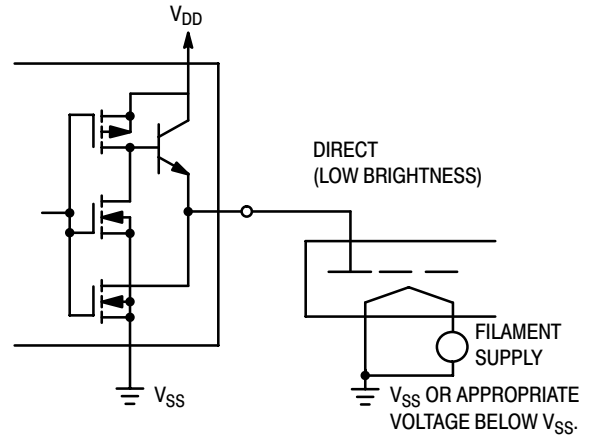 VDD
DIRECT
(LOW BRIGHTNESS)
FILAMENT
SUPPLY
VSS
VSS OR APPROPRIATE
VOLTAGE BELOW VSS.